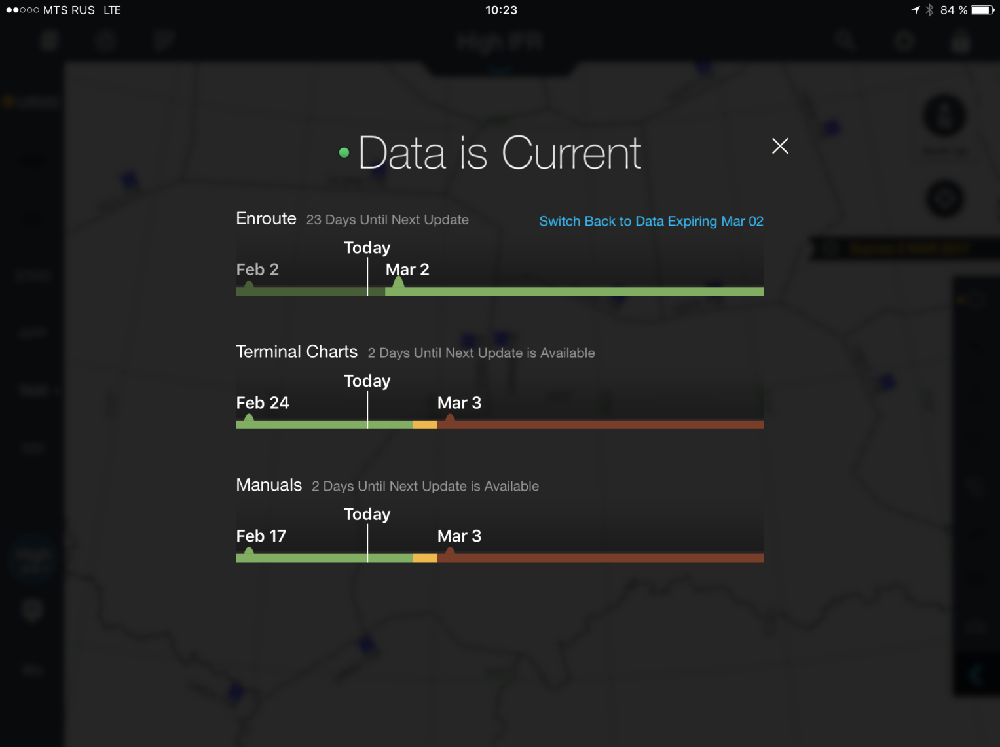 MTS RUS LTE
10:23
84 %
High IFR
Data is Current
Enroute 23 Days Until Next Update
Switch Back to Data Expiring Mar 02
Today
Feb 2
Mar 2
Terminal Charts 2 Days Until Next Update is Available
Today
Feb 24
Mar 3
Manuals 2 Days Until Next Update is Available
Today
Feb 17
Mar 3